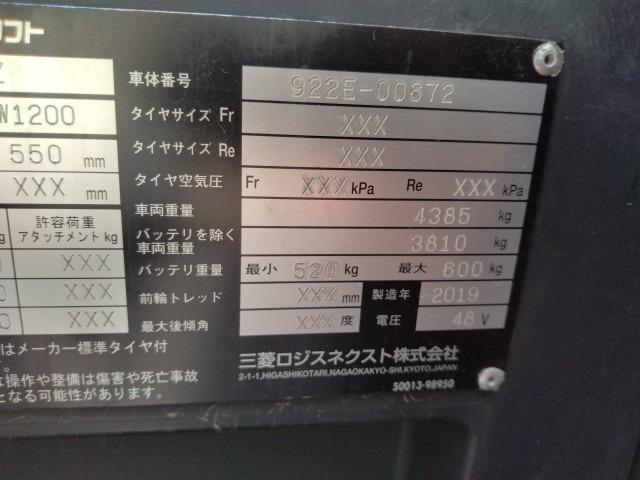 フト
Z
車体番号 922E-00672
N1200
タイヤサイズ Fr XXX
550 mm
タイヤサイズ Re XXX
XXX mm
タイヤ空気圧 Fr XXX kPa Re XXX kPa
車両重量 4385 kg
許容荷重
アタッチメント kg
バッテリを除く
車両重量 3810 kg
XXX
バッテリ重量 最小 520 kg 最大 600 kg
0 XXX
前輪トレッド XXX mm 製造年 2019
0 XXX
最大後傾角 XXX 度 電圧 48 V
はメーカー標準タイヤ付
。
三菱ロジスネクスト株式会社
2-1-1,HIGASHIKOTARI,NAGAOKAKYO-SHI,KYOTO,JAPAN
な操作や整備は傷害や死亡事故
となる可能性があります。
50013-98950